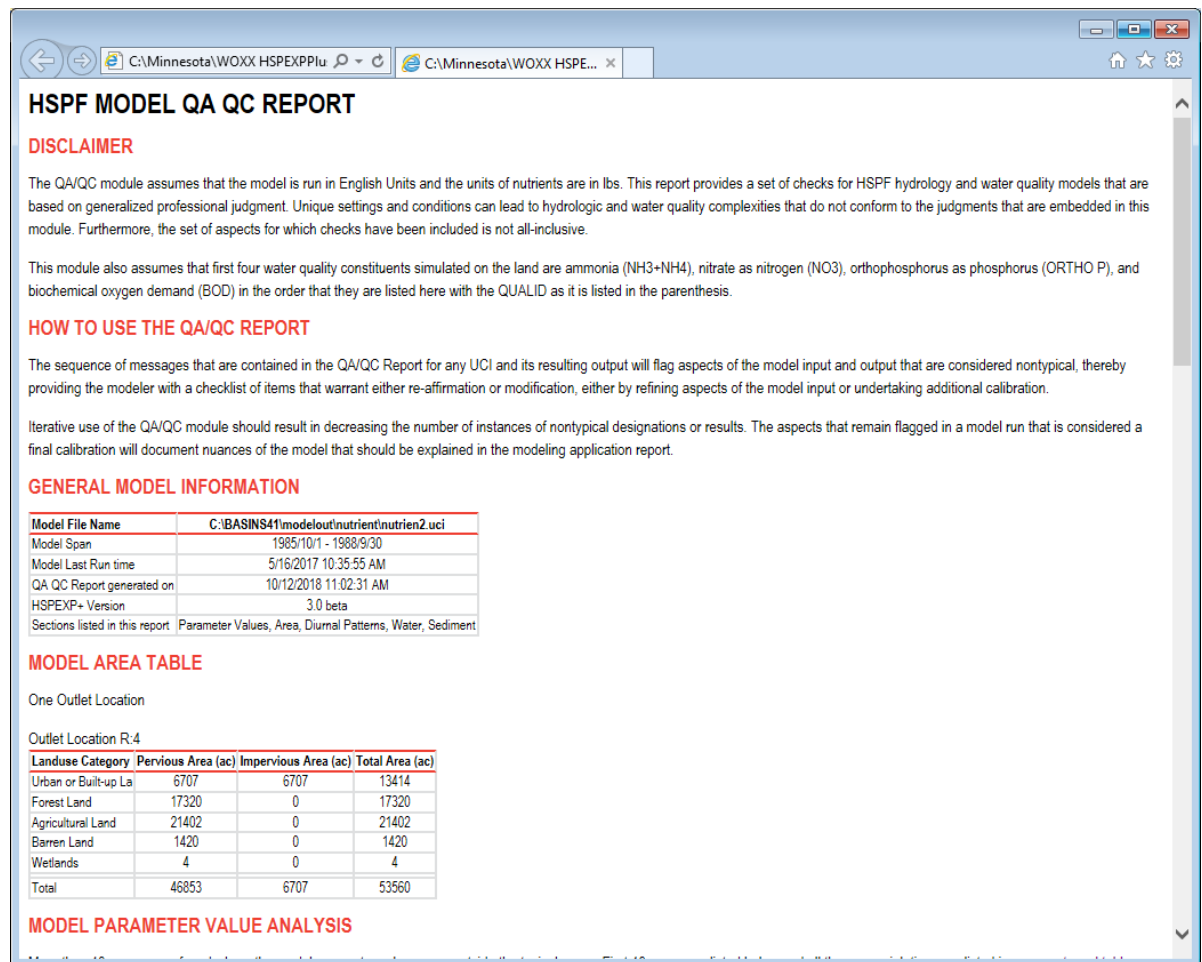 C:\Minnesota\WOXX HSPEXPPlu
C:\Minnesota\WOXX HSPE...
HSPF MODEL QA QC REPORT
DISCLAIMER
The QA/QC module assumes that the model is run in English Units and the units of nutrients are in lbs. This report provides a set of checks for HSPF hydrology and water quality models that are
based on generalized professional judgment. Unique settings and conditions can lead to hydrologic and water quality complexities that do not conform to the judgments that are embedded in this
module. Furthermore, the set of aspects for which checks have been included is not all-inclusive.
This module also assumes that first four water quality constituents simulated on the land are ammonia (NH3+NH4), nitrate as nitrogen (NO3), orthophosphorus as phosphorus (ORTHO P), and
biochemical oxygen demand (BOD) in the order that they are listed here with the QUALID as it is listed in the parenthesis.
HOW TO USE THE QA/QC REPORT
The sequence of messages that are contained in the QA/QC Report for any UCI and its resulting output will flag aspects of the model input and output that are considered nontypical, thereby
providing the modeler with a checklist of items that warrant either re-affirmation or modification, either by refining aspects of the model input or undertaking additional calibration.
Iterative use of the QA/QC module should result in decreasing the number of instances of nontypical designations or results. The aspects that remain flagged in a model run that is considered a
final calibration will document nuances of the model that should be explained in the modeling application report.
GENERAL MODEL INFORMATION
Model File Name C:\BASINS41\modelout\nutrient\nutrien2.uci
Model Span 1985/10/1 - 1988/9/30
Model Last Run time 5/16/2017 10:35:55 AM
QA QC Report generated on 10/12/2018 11:02:31 AM
HSPEXP+ Version 3.0 beta
Sections listed in this report Parameter Values, Area, Diurnal Patterns, Water, Sediment
MODEL AREA TABLE
One Outlet Location
Outlet Location R:4
Landuse Category Pervious Area (ac) Impervious Area (ac) Total Area (ac)
Urban or Built-up La 6707 6707 13414
Forest Land 17320 0 17320
Agricultural Land 21402 0 21402
Barren Land 1420 0 1420
Wetlands 4 0 4
Total 46853 6707 53560
MODEL PARAMETER VALUE ANALYSIS